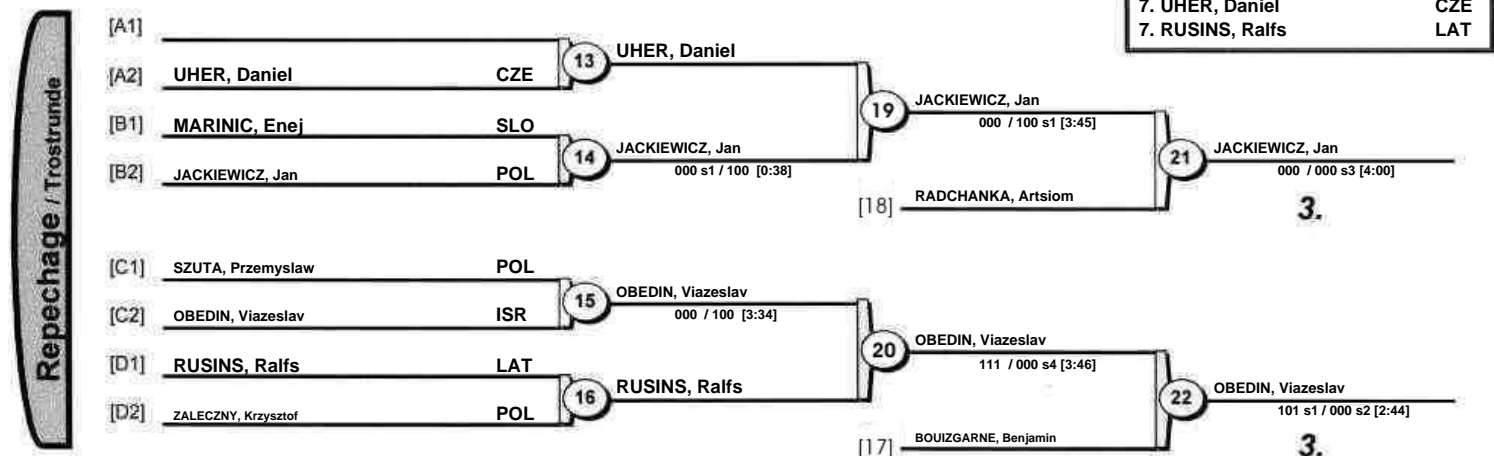 7. UHER, Daniel CZE
7. RUSINS, Ralfs LAT
Repechage / Trostrunde
[A1]
[A2] UHER, Daniel CZE
13 UHER, Daniel
[B1] MARINIC, Enej SLO
[B2] JACKIEWICZ, Jan POL
14 JACKIEWICZ, Jan
000 s1 / 100 [0:38]
19 JACKIEWICZ, Jan
000 / 100 s1 [3:45]
[18] RADCHANKA, Artsiom
21 JACKIEWICZ, Jan
000 / 000 s3 [4:00]
3.
[C1] SZUTA, Przemyslaw POL
[C2] OBEDIN, Viazeslav ISR
15 OBEDIN, Viazeslav
000 / 100 [3:34]
[D1] RUSINS, Ralfs LAT
[D2] ZALECZNY, Krzysztof POL
16 RUSINS, Ralfs
20 OBEDIN, Viazeslav
111 / 000 s4 [3:46]
[17] BOUIZGARNE, Benjamin
22 OBEDIN, Viazeslav
101 s1 / 000 s2 [2:44]
3.